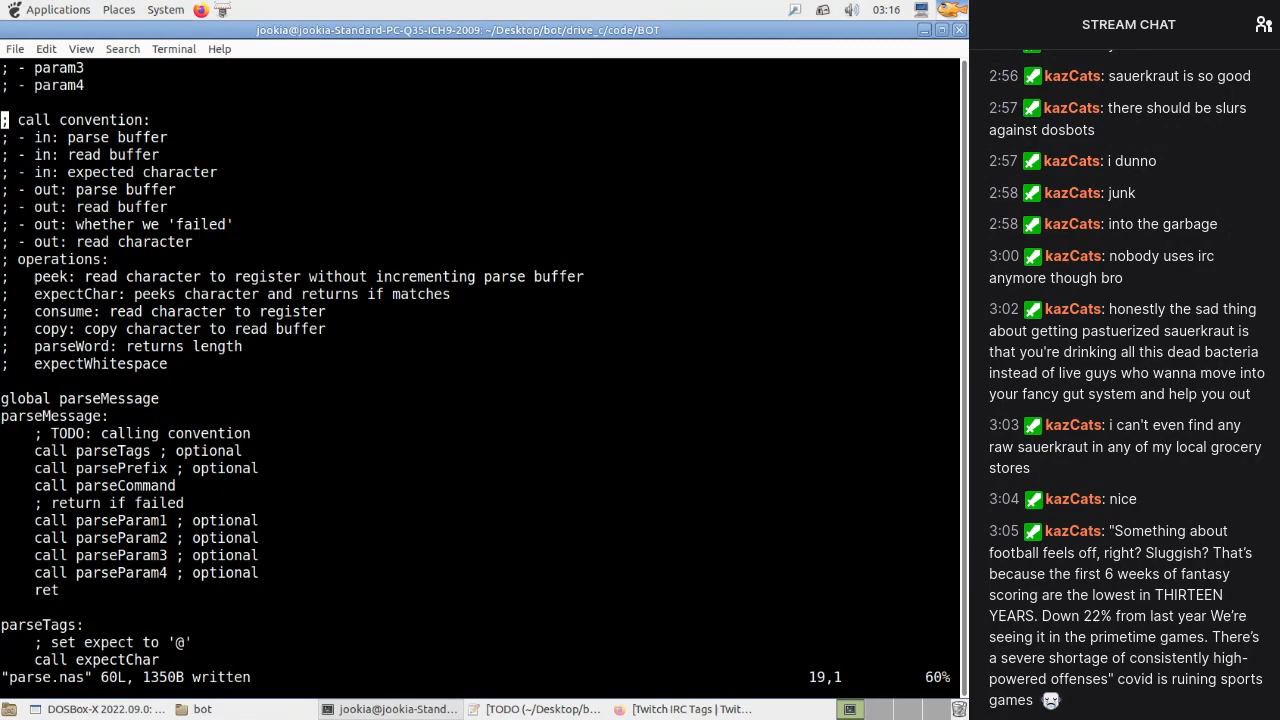 Applications Places System 03:16
jookia@jookia-Standard-PC-Q35-ICH9-2009: ~/Desktop/bot/drive_c/code/BOT
File Edit View Search Terminal Help
; - param3
; - param4
; call convention:
; - in: parse buffer
; - in: read buffer
; - in: expected character
; - out: parse buffer
; - out: read buffer
; - out: whether we 'failed'
; - out: read character
; operations:
;   peek: read character to register without incrementing parse buffer
;   expectChar: peeks character and returns if matches
;   consume: read character to register
;   copy: copy character to read buffer
;   parseWord: returns length
;   expectWhitespace
global parseMessage
parseMessage:
    ; TODO: calling convention
    call parseTags ; optional
    call parsePrefix ; optional
    call parseCommand
    ; return if failed
    call parseParam1 ; optional
    call parseParam2 ; optional
    call parseParam3 ; optional
    call parseParam4 ; optional
    ret
parseTags:
    ; set expect to '@'
    call expectChar
"parse.nas" 60L, 1350B written 19,1 60%
DOSBox-X 2022.09.0: ... bot jookia@jookia-Stand... [TODO (~/Desktop/b... [Twitch IRC Tags | Twit...
STREAM CHAT
2:56 kazCats: sauerkraut is so good
2:57 kazCats: there should be slurs
against dosbots
2:57 kazCats: i dunno
2:58 kazCats: junk
2:58 kazCats: into the garbage
3:00 kazCats: nobody uses irc
anymore though bro
3:02 kazCats: honestly the sad thing
about getting pastuerized sauerkraut is
that you're drinking all this dead bacteria
instead of live guys who wanna move into
your fancy gut system and help you out
3:03 kazCats: i can't even find any
raw sauerkraut in any of my local grocery
stores
3:04 kazCats: nice
3:05 kazCats: "Something about
football feels off, right? Sluggish? That's
because the first 6 weeks of fantasy
scoring are the lowest in THIRTEEN
YEARS. Down 22% from last year We're
seeing it in the primetime games. There's
a severe shortage of consistently high-
powered offenses" covid is ruining sports
games